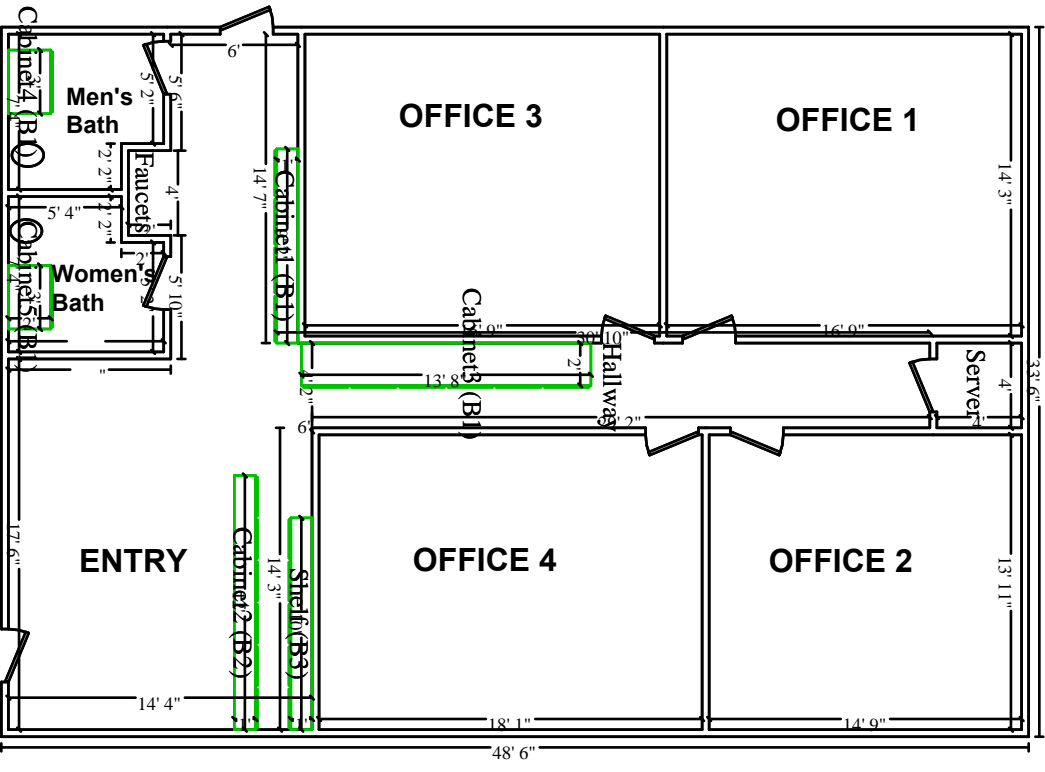 6'
Cabinet4 (B1)
3'
5' 2"
5' 6"
Men's
Bath
OFFICE 3
OFFICE 1
2' 2"
Faucets
4'
14' 7"
14' 3"
1'
Cabinet1 (B1)
5' 4"
2' 2"
2'
Cabinet5 (B1)
3'
Women's
Bath
5' 10"
16' 9"
Cabinet3 (B1)
2'
13' 8"
Hallway
Server
4'
4'
33' 6"
6'
17' 6"
ENTRY
Cabinet2 (B2)
14' 3"
Shelf (B3)
OFFICE 4
OFFICE 2
13' 11"
14' 4"
1'
1'
18' 1"
14' 9"
48' 6"